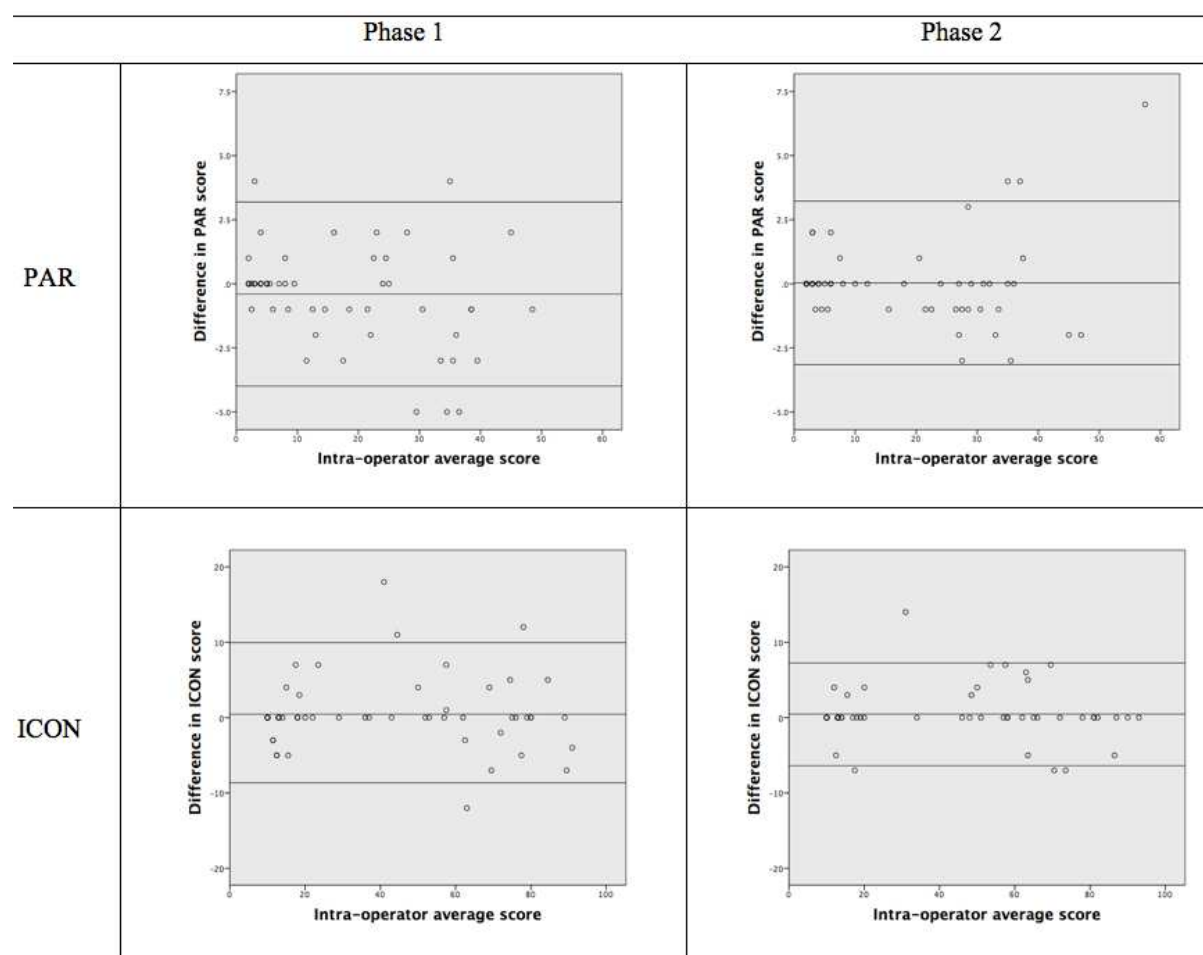 Phase 1 Phase 2
PAR
Difference in PAR score
7.5
5.0
2.5
.0
-2.5
-5.0
0 10 20 30 40 50 60
Intra-operator average score
Difference in PAR score
7.5
5.0
2.5
.0
-2.5
-5.0
0 10 20 30 40 50 60
Intra-operator average score
ICON
Difference in ICON score
20
10
0
-10
-20
0 20 40 60 80 100
Intra-operator average score
Difference in ICON score
20
10
0
-10
-20
0 20 40 60 80 100
Intra-operator average score